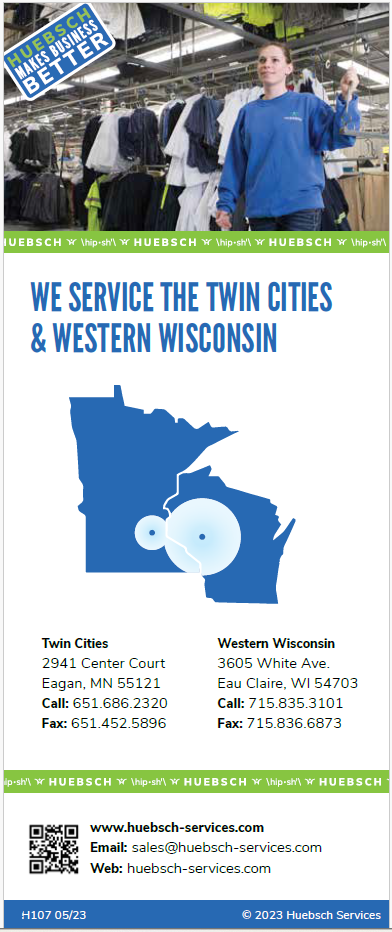 HUEBSCH
MAKES BUSINESS
BETTER
HUEBSCH \hip•sh'\ HUEBSCH \hip•sh'\ HUEBSCH \hip•sh'\
WE SERVICE THE TWIN CITIES
& WESTERN WISCONSIN
Twin Cities
2941 Center Court
Eagan, MN 55121
Call: 651.686.2320
Fax: 651.452.5896
Western Wisconsin
3605 White Ave.
Eau Claire, WI 54703
Call: 715.835.3101
Fax: 715.836.6873
hip•sh'\ HUEBSCH \hip•sh'\ HUEBSCH \hip•sh'\ HUEBSCH
www.huebsch-services.com
Email: sales@huebsch-services.com
Web: huebsch-services.com
H107 05/23
© 2023 Huebsch Services